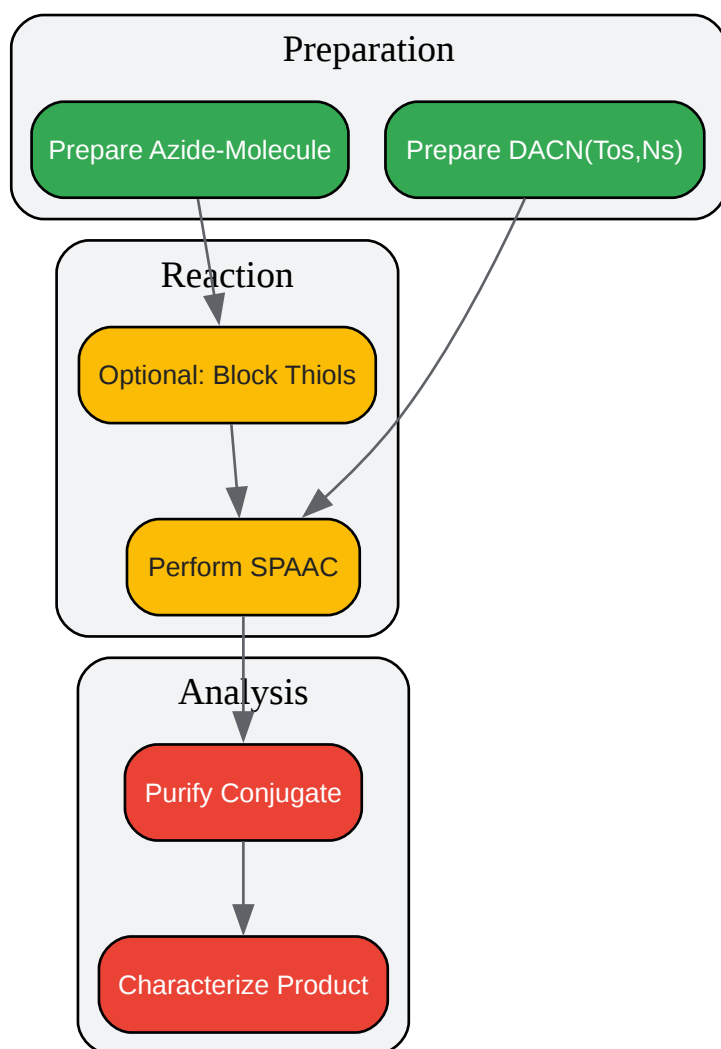 Preparation
Prepare Azide-Molecule
Prepare DACN(Tos,Ns)
Reaction
Optional: Block Thiols
Perform SPAAC
Analysis
Purify Conjugate
Characterize Product